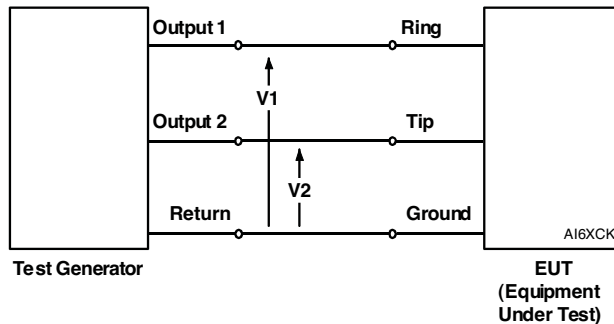 Output 1
Ring
V1
Output 2
Tip
V2
Return
Ground
AI6XCK
Test Generator
EUT
(Equipment
Under Test)